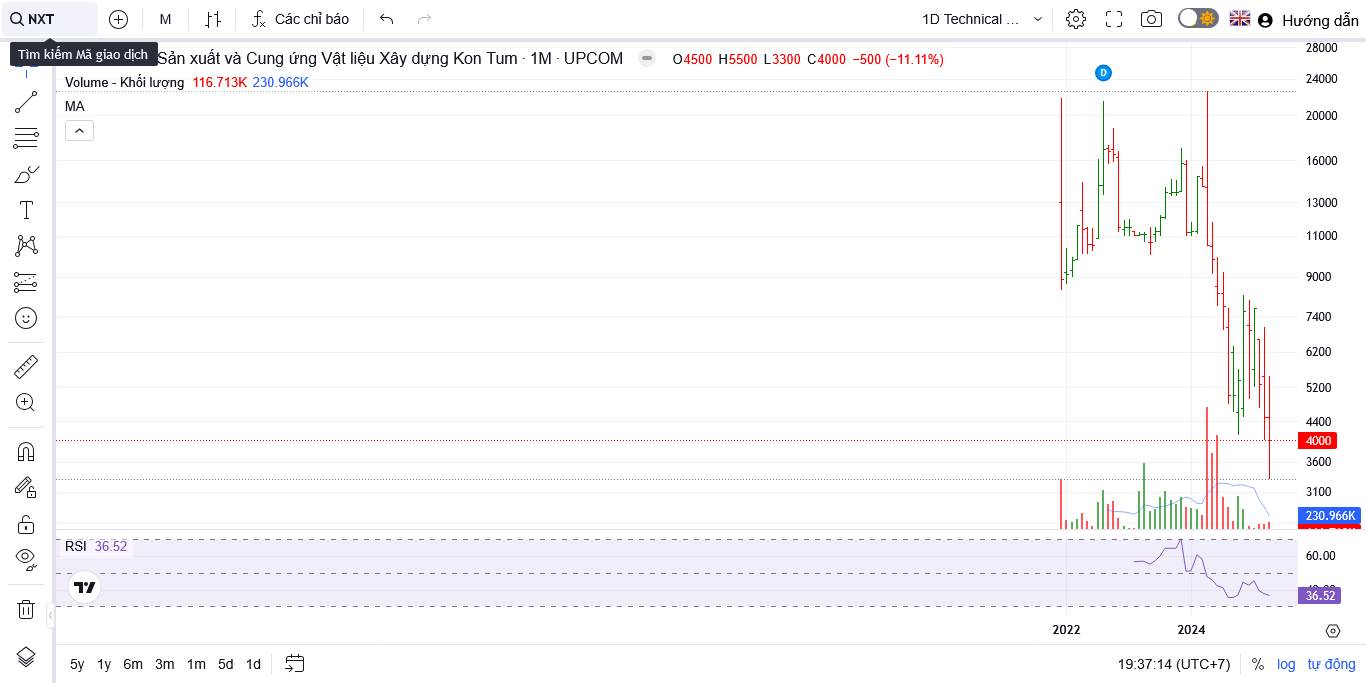 NXT
M
Các chỉ báo
1D Technical ...
Hướng dẫn
Tìm kiếm Mã giao dịch
Sản xuất và Cung ứng Vật liệu Xây dựng Kon Tum · 1M · UPCOM
O4500 H5500 L3300 C4000 −500 (−11.11%)
Volume - Khối lượng 116.713K 230.966K
MA
D
28000
24000
20000
16000
13000
11000
9000
7400
6200
5200
4400
4000
3600
3100
230.966K
RSI 36.52
60.00
36.52
2022
2024
5y 1y 6m 3m 1m 5d 1d
19:37:14 (UTC+7)
% log tự động